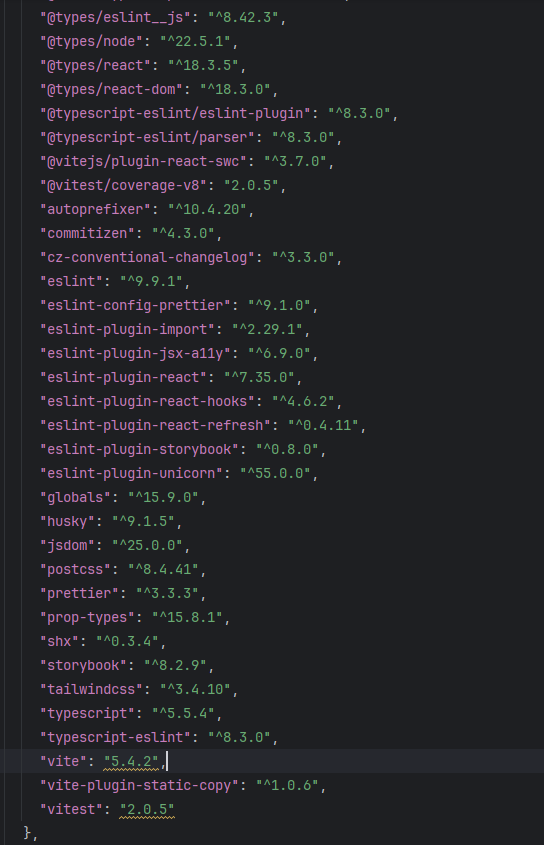 "@types/eslint__js": "^8.42.3",
"@types/node": "^22.5.1",
"@types/react": "^18.3.5",
"@types/react-dom": "^18.3.0",
"@typescript-eslint/eslint-plugin": "^8.3.0",
"@typescript-eslint/parser": "^8.3.0",
"@vitejs/plugin-react-swc": "^3.7.0",
"@vitest/coverage-v8": "2.0.5",
"autoprefixer": "^10.4.20",
"commitizen": "^4.3.0",
"cz-conventional-changelog": "^3.3.0",
"eslint": "^9.9.1",
"eslint-config-prettier": "^9.1.0",
"eslint-plugin-import": "^2.29.1",
"eslint-plugin-jsx-a11y": "^6.9.0",
"eslint-plugin-react": "^7.35.0",
"eslint-plugin-react-hooks": "^4.6.2",
"eslint-plugin-react-refresh": "^0.4.11",
"eslint-plugin-storybook": "^0.8.0",
"eslint-plugin-unicorn": "^55.0.0",
"globals": "^15.9.0",
"husky": "^9.1.5",
"jsdom": "^25.0.0",
"postcss": "^8.4.41",
"prettier": "^3.3.3",
"prop-types": "^15.8.1",
"shx": "^0.3.4",
"storybook": "^8.2.9",
"tailwindcss": "^3.4.10",
"typescript": "^5.5.4",
"typescript-eslint": "^8.3.0",
"vite": "5.4.2",
"vite-plugin-static-copy": "^1.0.6",
"vitest": "2.0.5"
},